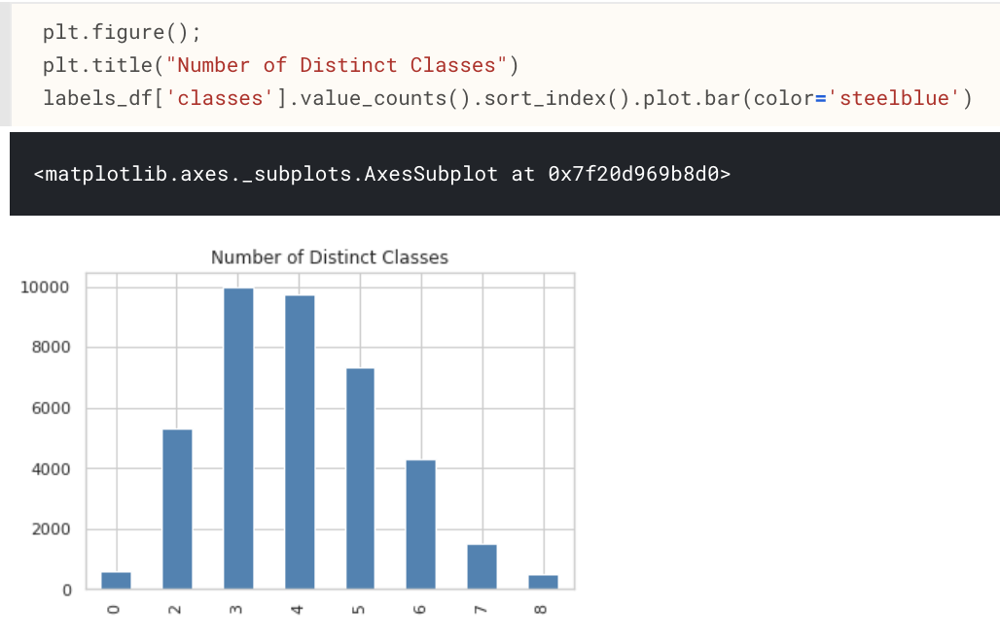 plt.figure();
plt.title("Number of Distinct Classes")
labels_df['classes'].value_counts().sort_index().plot.bar(color='steelblue')
<matplotlib.axes._subplots.AxesSubplot at 0x7f20d969b8d0>
Number of Distinct Classes
10000
8000
6000
4000
2000
0
0 2 3 4 5 6 7 8